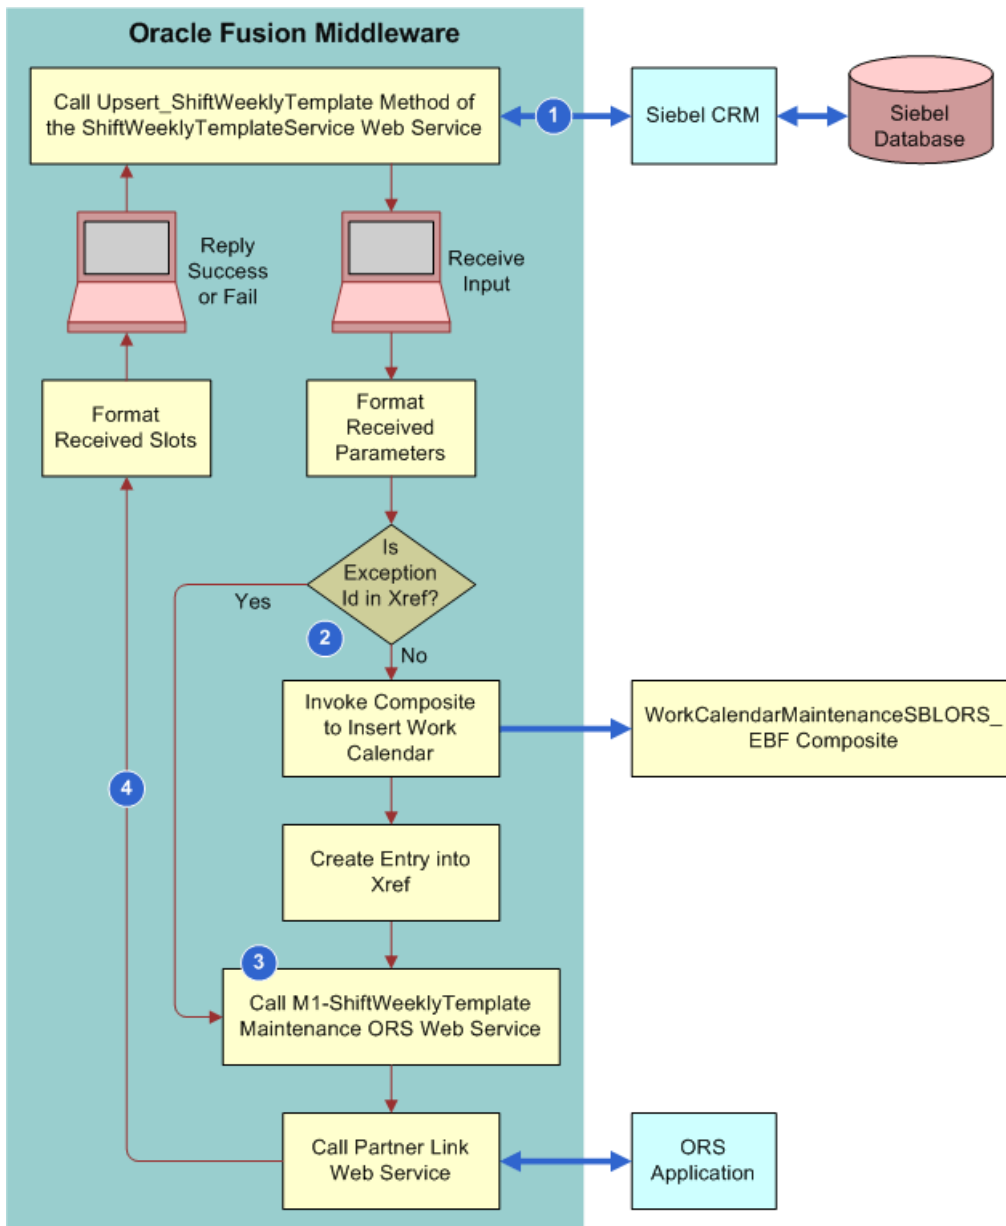 Oracle Fusion Middleware
Call Upsert_ShiftWeeklyTemplate Method of
the ShiftWeeklyTemplateService Web Service
1
Siebel CRM
Siebel
Database
Reply
Success
or Fail
Receive
Input
Format
Received Slots
Format
Received
Parameters
Is
Exception
Id in Xref?
Yes
2
No
Invoke Composite
to Insert Work
Calendar
WorkCalendarMaintenanceSBLORS_
EBF Composite
4
Create Entry into
Xref
3
Call M1-ShiftWeeklyTemplate
Maintenance ORS Web Service
Call Partner Link
Web Service
ORS
Application